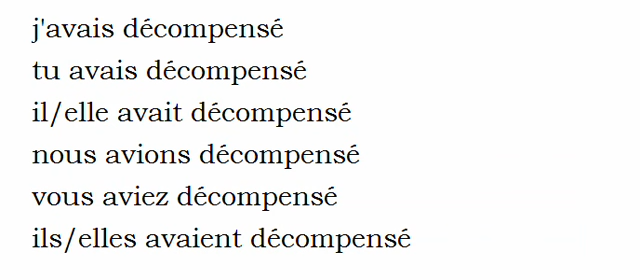 j'avais décompensé
tu avais décompensé
il/elle avait décompensé
nous avions décompensé
vous aviez décompensé
ils/elles avaient décompensé